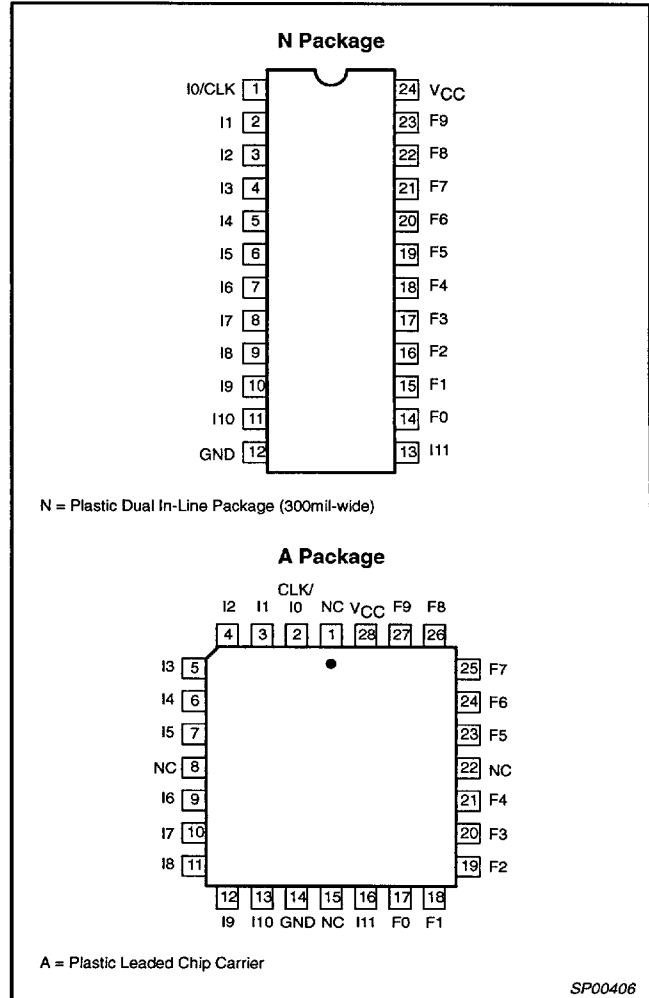 N Package
I0/CLK 1 24 VCC
I1 2 23 F9
I2 3 22 F8
I3 4 21 F7
I4 5 20 F6
I5 6 19 F5
I6 7 18 F4
I7 8 17 F3
I8 9 16 F2
I9 10 15 F1
I10 11 14 F0
GND 12 13 I11
N = Plastic Dual In-Line Package (300mil-wide)
A Package
CLK/
I2 I1 I0 NC VCC F9 F8
4 3 2 1 28 27 26
I3 5 25 F7
I4 6 24 F6
I5 7 23 F5
NC 8 22 NC
I6 9 21 F4
I7 10 20 F3
I8 11 19 F2
12 13 14 15 16 17 18
I9 I10 GND NC I11 F0 F1
A = Plastic Leaded Chip Carrier
SP00406